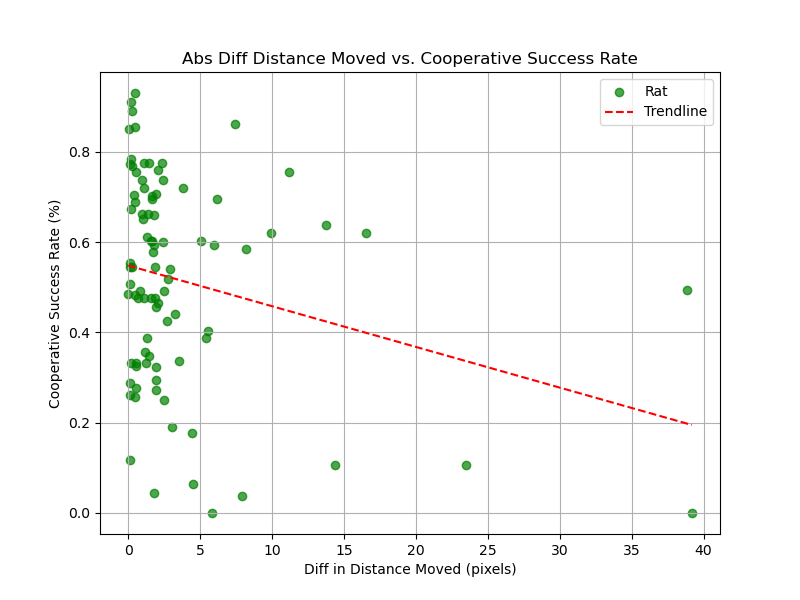 Abs Diff Distance Moved vs. Cooperative Success Rate
Rat
Trendline
Cooperative Success Rate (%)
0.8
0.6
0.4
0.2
0.0
0 5 10 15 20 25 30 35 40
Diff in Distance Moved (pixels)